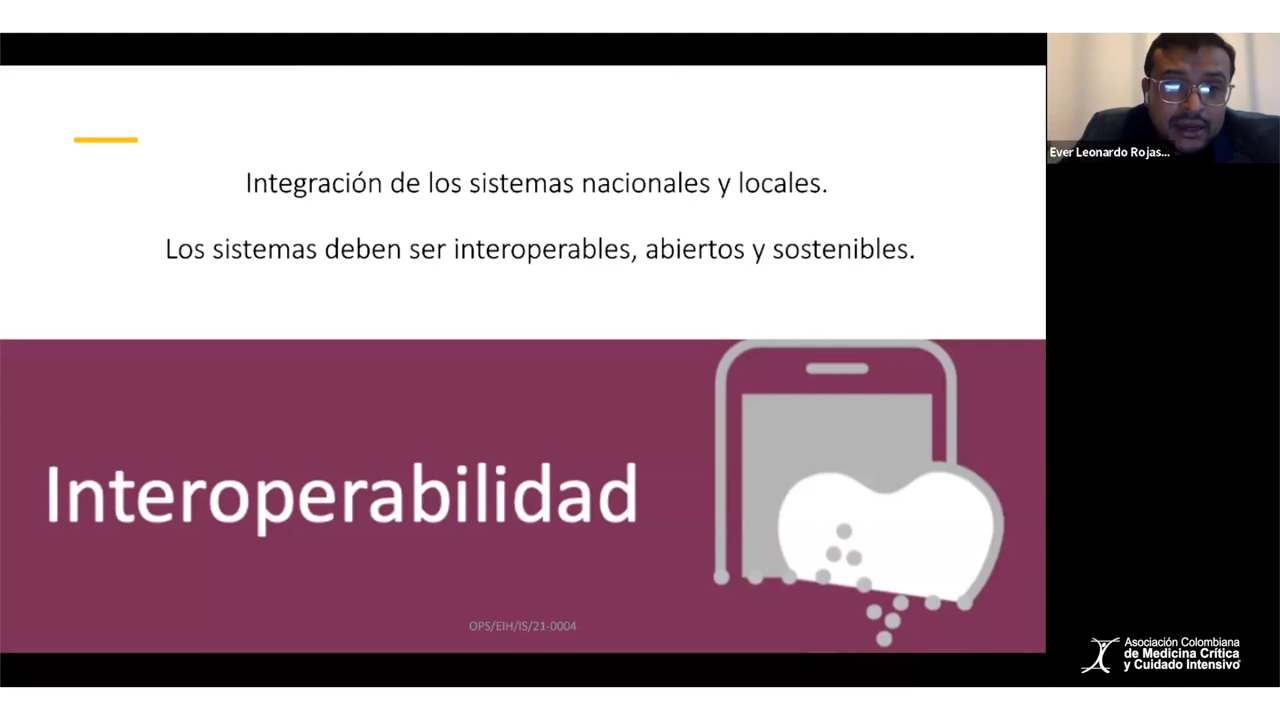 Integración de los sistemas nacionales y locales.
Los sistemas deben ser interoperables, abiertos y sostenibles.
Interoperabilidad
OPS/EIH/IS/21-0004
Ever Leonardo Rojas...
Asociación Colombiana
de Medicina Crítica
y Cuidado Intensivo